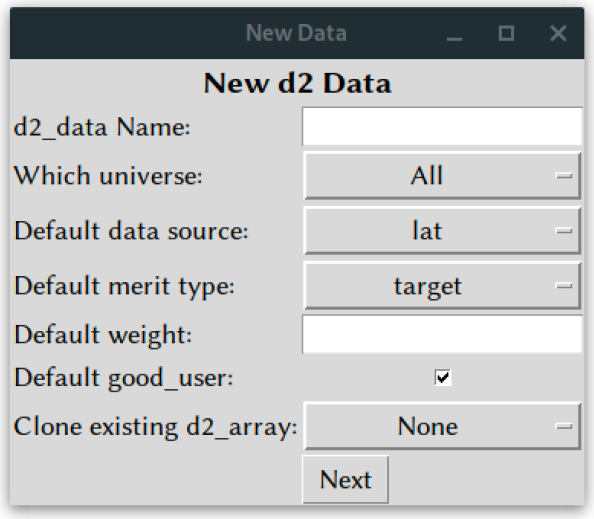 New Data
New d2 Data
d2_data Name:
Which universe: All
Default data source: lat
Default merit type: target
Default weight:
Default good_user:
Clone existing d2_array: None
Next